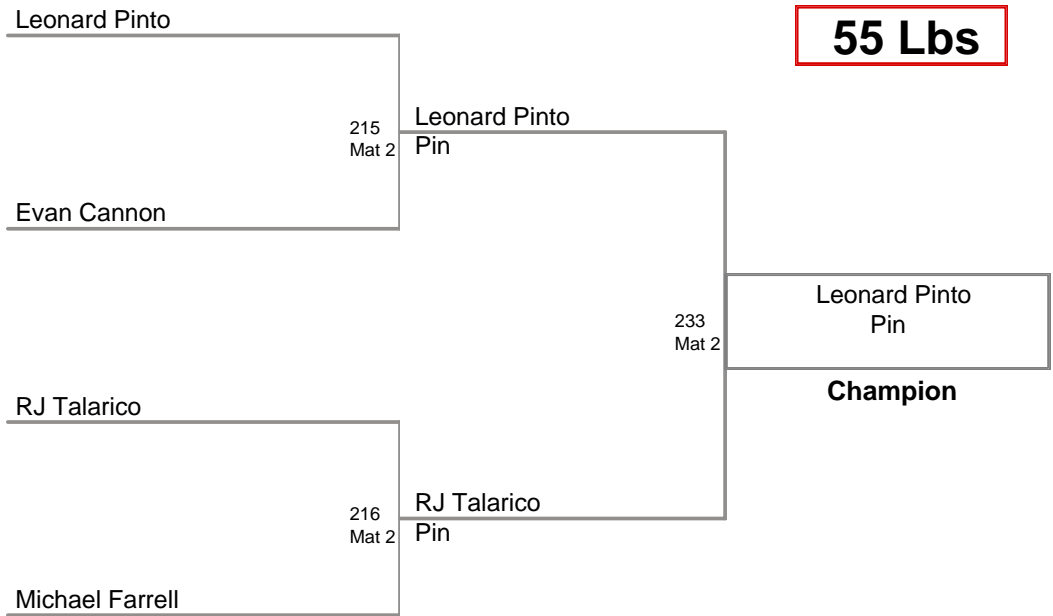 Leonard Pinto
55 Lbs
215
Mat 2
Leonard Pinto
Pin
Evan Cannon
233
Mat 2
Leonard Pinto
Pin
Champion
RJ Talarico
216
Mat 2
RJ Talarico
Pin
Michael Farrell